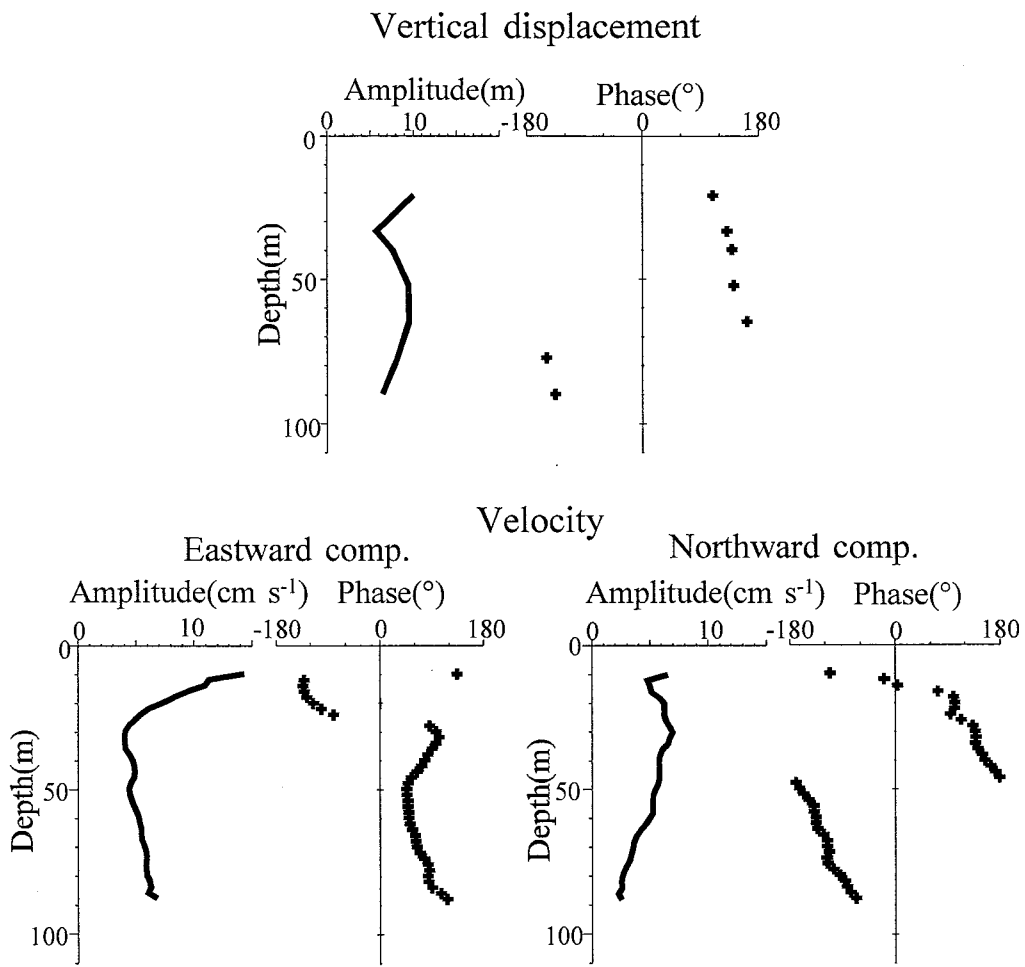 Vertical displacement
Amplitude(m) Phase(°)
0 10 -180 0 180
0
50
100
Depth(m)
Velocity
Eastward comp. Northward comp.
Amplitude(cm s⁻¹) Phase(°) Amplitude(cm s⁻¹) Phase(°)
0 10 -180 0 180 0 10 -180 0 180
0 0
50 50
100 100
Depth(m) Depth(m)